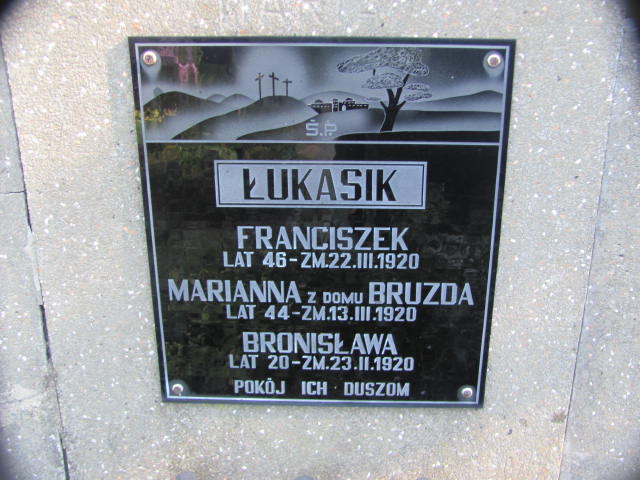 Ś.P.
ŁUKASIK
FRANCISZEK
LAT 46-ZM.22.III.1920
MARIANNA Z DOMU BRUZDA
LAT 44-ZM.13.III.1920
BRONISŁAWA
LAT 20-ZM.23.II.1920
POKÓJ ICH DUSZOM